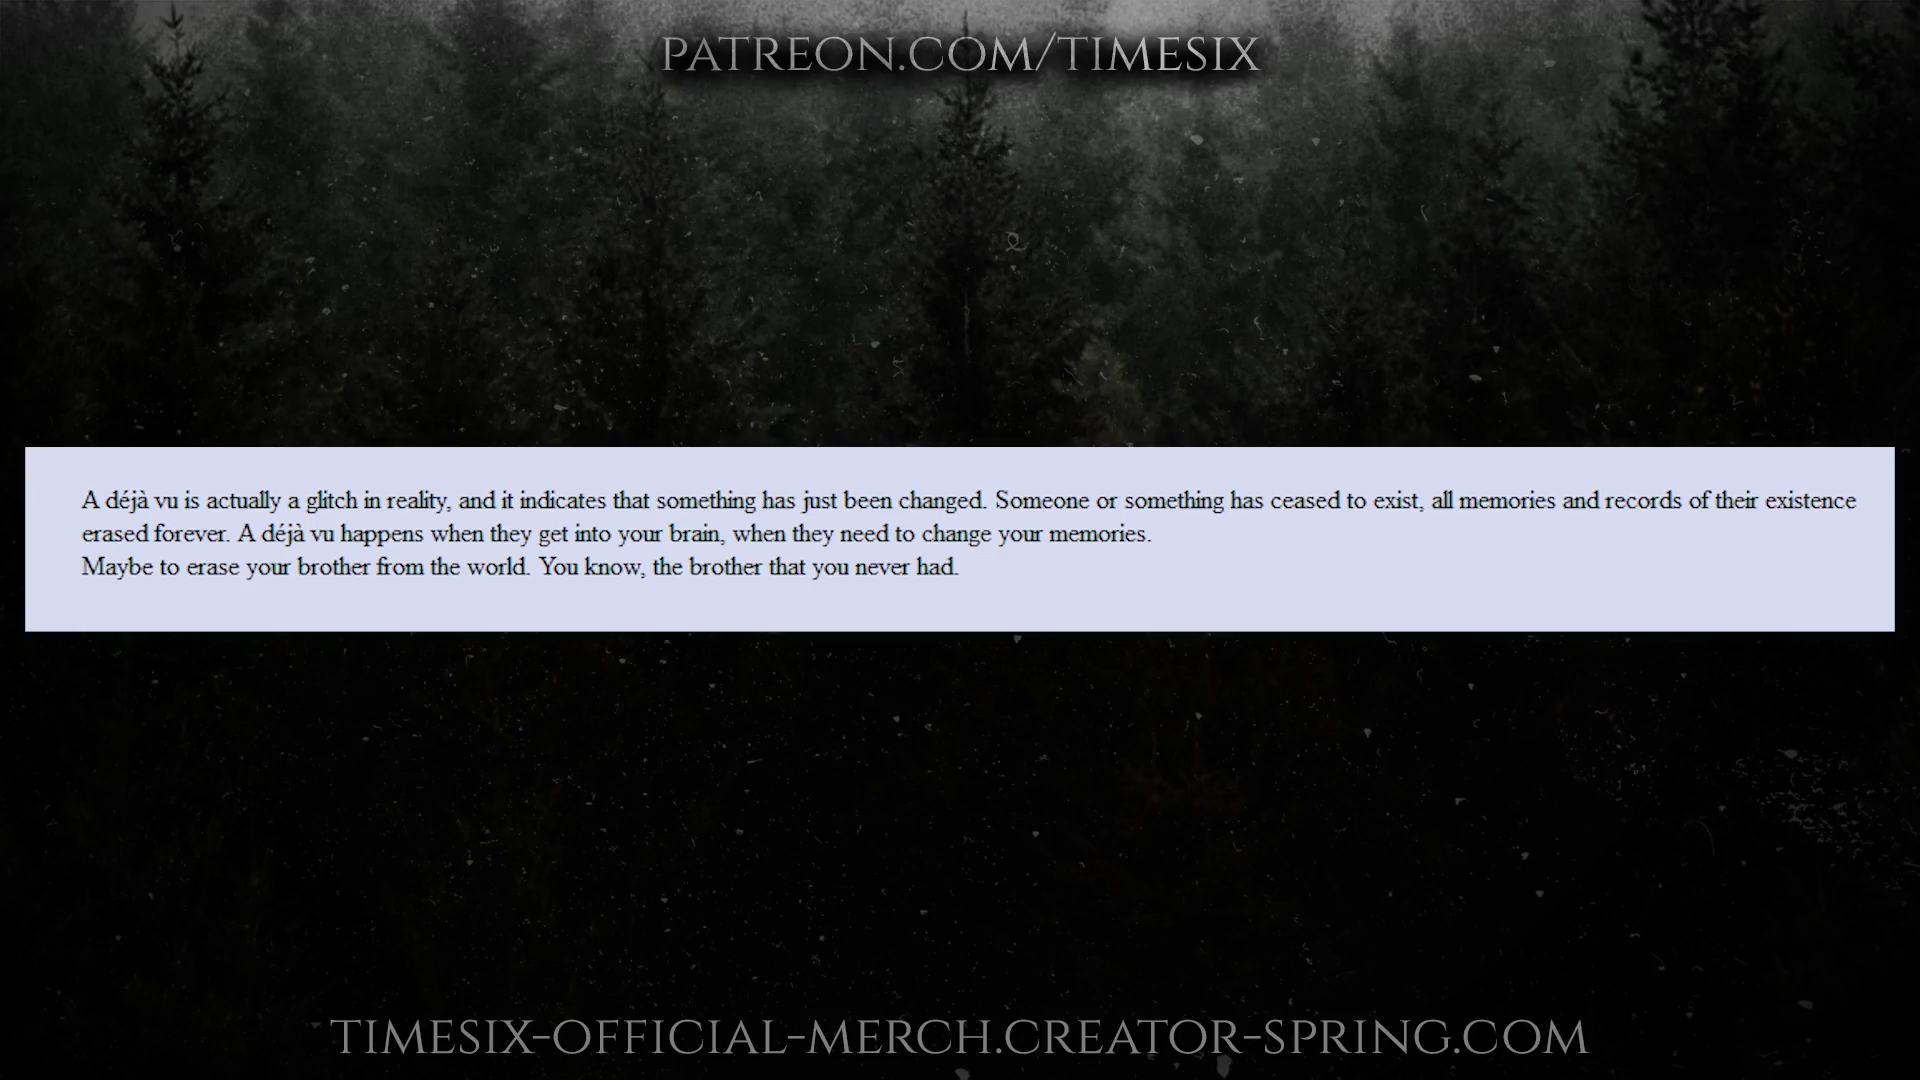 PATREON.COM/TIMESIX
A déjà vu is actually a glitch in reality, and it indicates that something has just been changed. Someone or something has ceased to exist, all memories and records of their existence
erased forever. A déjà vu happens when they get into your brain, when they need to change your memories.
Maybe to erase your brother from the world. You know, the brother that you never had.
TIMESIX-OFFICIAL-MERCH.CREATOR-SPRING.COM